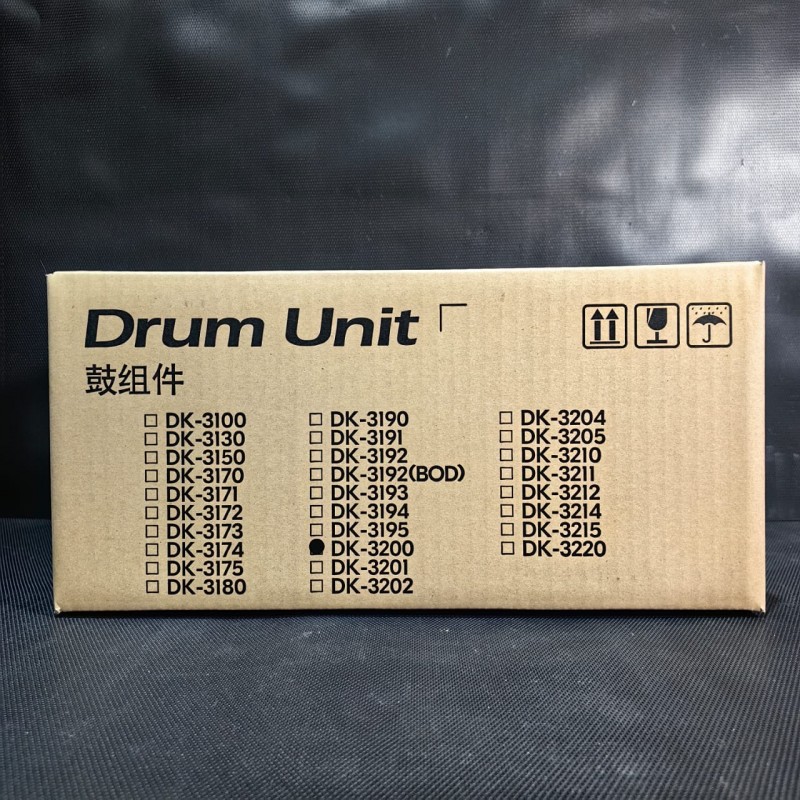 Drum Unit
鼓组件
DK-3100
DK-3130
DK-3150
DK-3170
DK-3171
DK-3172
DK-3173
DK-3174
DK-3175
DK-3180
DK-3190
DK-3191
DK-3192
DK-3192(BOD)
DK-3193
DK-3194
DK-3195
DK-3200
DK-3201
DK-3202
DK-3204
DK-3205
DK-3210
DK-3211
DK-3212
DK-3214
DK-3215
DK-3220